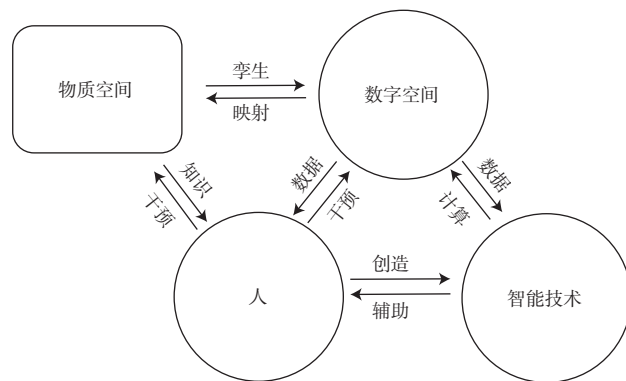 孪生
物质空间
数字空间
映射
知识
干预
数据
干预
数据
计算
创造
人
智能技术
辅助